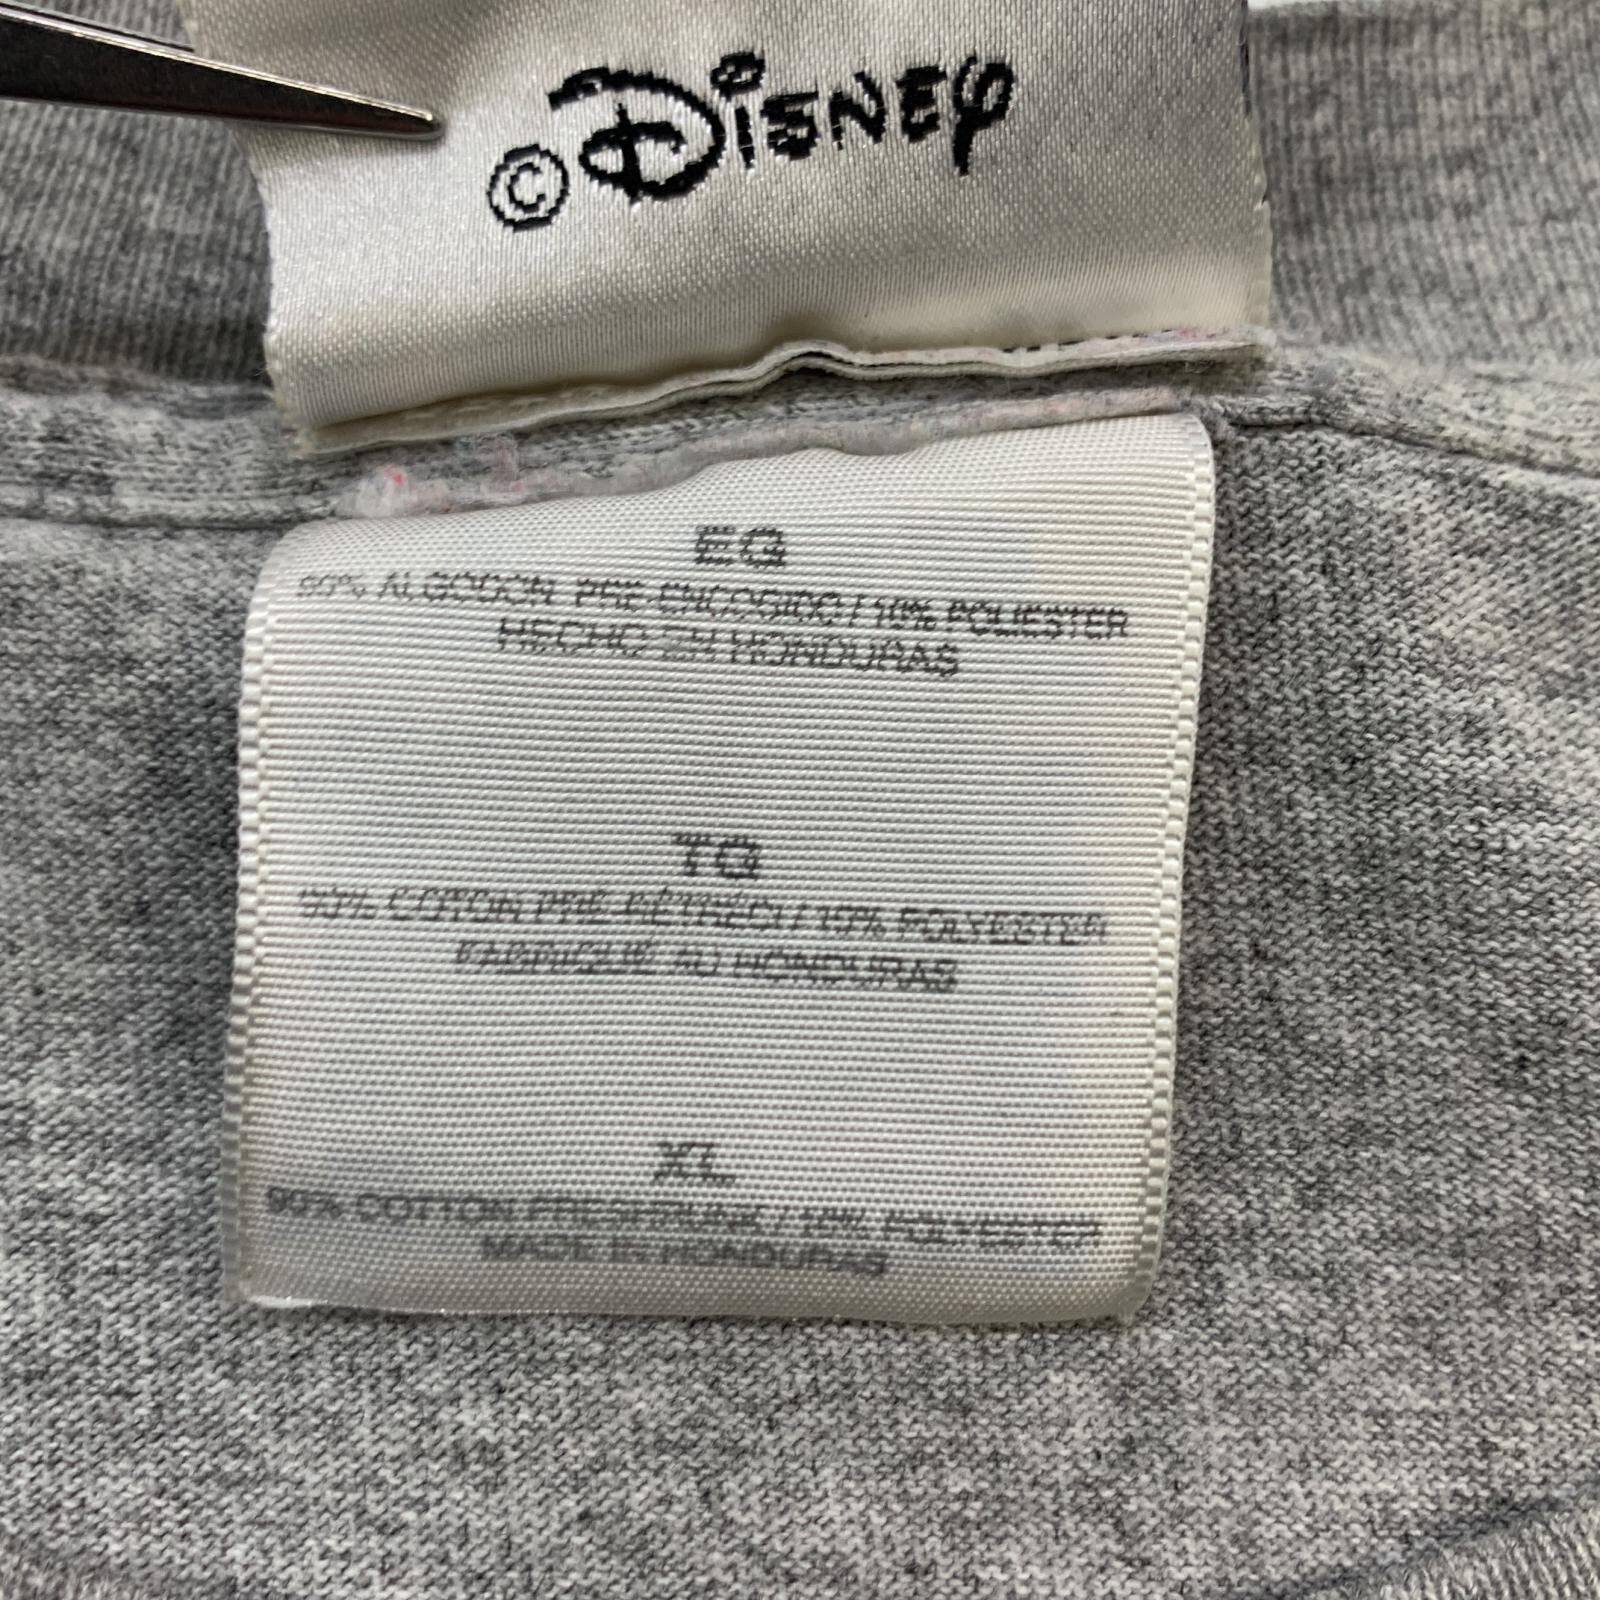 © Disney
EG
90% ALGODON PRE-ENCOGIDO / 10% POLIESTER
HECHO EN HONDURAS
TG
90% COTON PRÉ-RÉTRÉCI / 10% POLYESTER
FABRIQUÉ AU HONDURAS
XL
90% COTTON PRESHRUNK / 10% POLYESTER
MADE IN HONDURAS